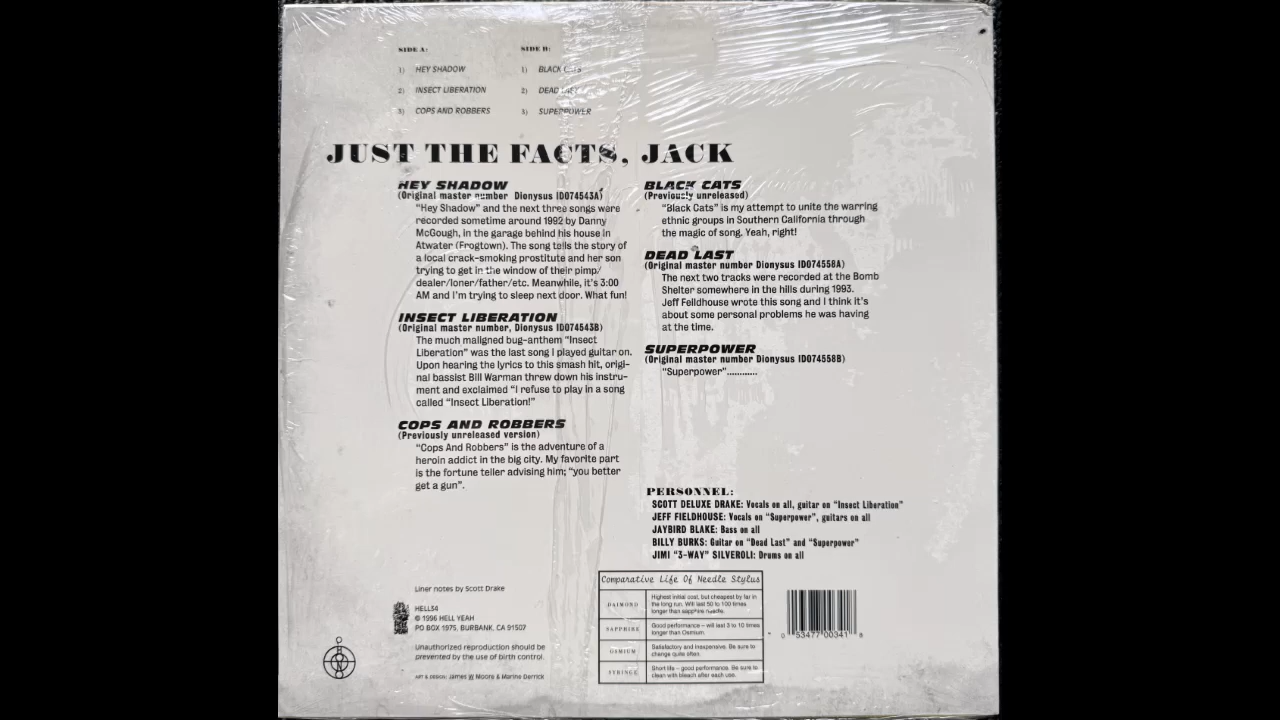 SIDE A:
1) HEY SHADOW
2) INSECT LIBERATION
3) COPS AND ROBBERS
SIDE B:
1) BLACK CATS
2) DEAD LAST
3) SUPERPOWER
JUST THE FACTS, JACK
HEY SHADOW
(Original master number Dionysus ID074543A)
“Hey Shadow” and the next three songs were
recorded sometime around 1992 by Danny
McGough, in the garage behind his house in
Atwater (Frogtown). The song tells the story of
a local crack-smoking prostitute and her son
trying to get in the window of their pimp/
dealer/loner/father/etc. Meanwhile, it's 3:00
AM and I'm trying to sleep next door. What fun!
INSECT LIBERATION
(Original master number, Dionysus ID074543B)
The much maligned bug-anthem “Insect
Liberation” was the last song I played guitar on.
Upon hearing the lyrics to this smash hit, origi-
nal bassist Bill Warman threw down his instru-
ment and exclaimed “I refuse to play in a song
called “Insect Liberation!”
COPS AND ROBBERS
(Previously unreleased version)
“Cops And Robbers” is the adventure of a
heroin addict in the big city. My favorite part
is the fortune teller advising him; “you better
get a gun”.
BLACK CATS
(Previously unreleased)
“Black Cats” is my attempt to unite the warring
ethnic groups in Southern California through
the magic of song. Yeah, right!
DEAD LAST
(Original master number Dionysus ID074558A)
The next two tracks were recorded at the Bomb
Shelter somewhere in the hills during 1993.
Jeff Feildhouse wrote this song and I think it's
about some personal problems he was having
at the time.
SUPERPOWER
(Original master number Dionysus ID074558B)
“Superpower”............
PERSONNEL:
SCOTT DELUXE DRAKE: Vocals on all, guitar on “Insect Liberation”
JEFF FIELDHOUSE: Vocals on “Superpower”, guitars on all
JAYBIRD BLAKE: Bass on all
BILLY BURKS: Guitar on “Dead Last” and “Superpower”
JIMI “3-WAY” SILVEROLI: Drums on all
Liner notes by Scott Drake
HELL34
© 1996 HELL YEAH
PO BOX 1975, BURBANK, CA 91507
Unauthorized reproduction should be
prevented by the use of birth control.
ART & DESIGN: James W Moore & Marine Derrick
Comparative Life Of Needle Stylus
DAIMOND
Highest initial cost, but cheapest by far in
the long run. Will last 50 to 100 times
longer than sapphire needle.
SAPPHIRE
Good performance – will last 3 to 10 times
longer than Osmium.
OSMIUM
Satisfactory and inexpensive. Be sure to
change quite often.
SYRINGE
Short life – good performance. Be sure to
clean with bleach after each use.
0 53477 00341 8